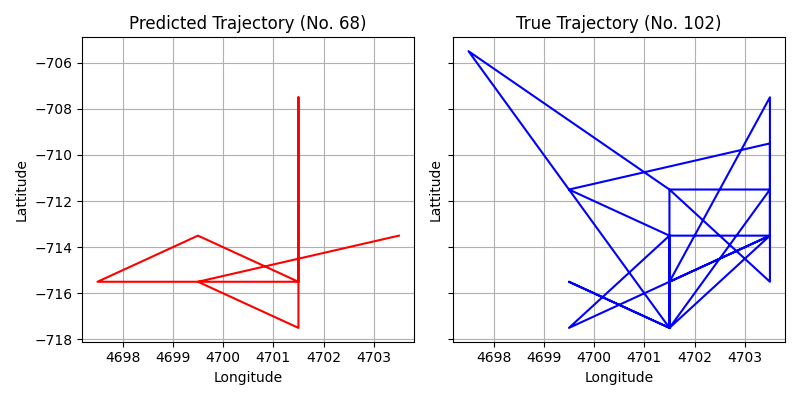 Predicted Trajectory (No. 68)
True Trajectory (No. 102)
−706
−708
−710
−712
−714
−716
−718
Lattitude
Lattitude
4698 4699 4700 4701 4702 4703
4698 4699 4700 4701 4702 4703
Longitude
Longitude